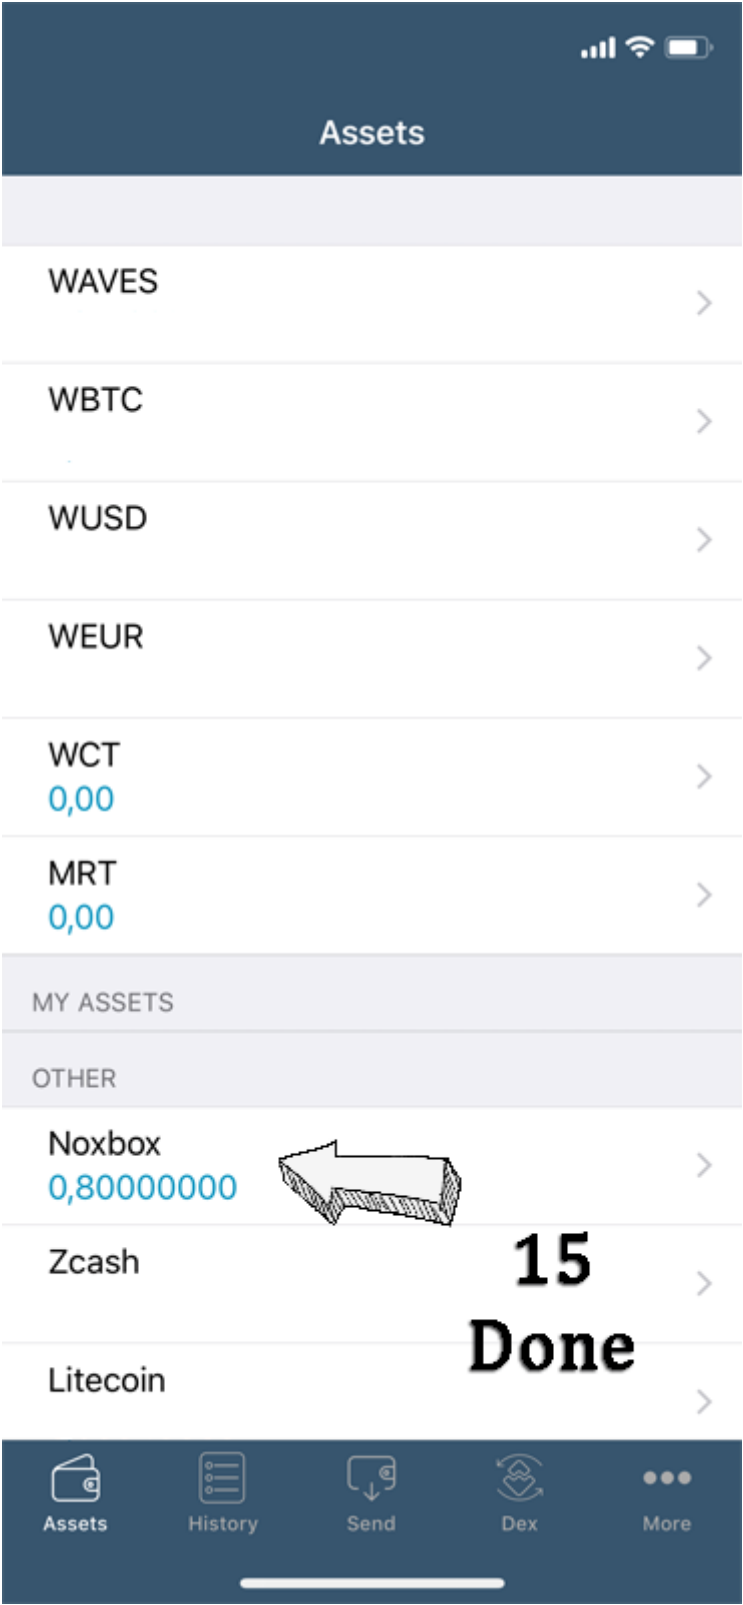 Assets
WAVES
WBTC
WUSD
WEUR
WCT
0,00
MRT
0,00
MY ASSETS
OTHER
Noxbox
0,80000000
Zcash
15
Done
Litecoin
Assets History Send Dex More